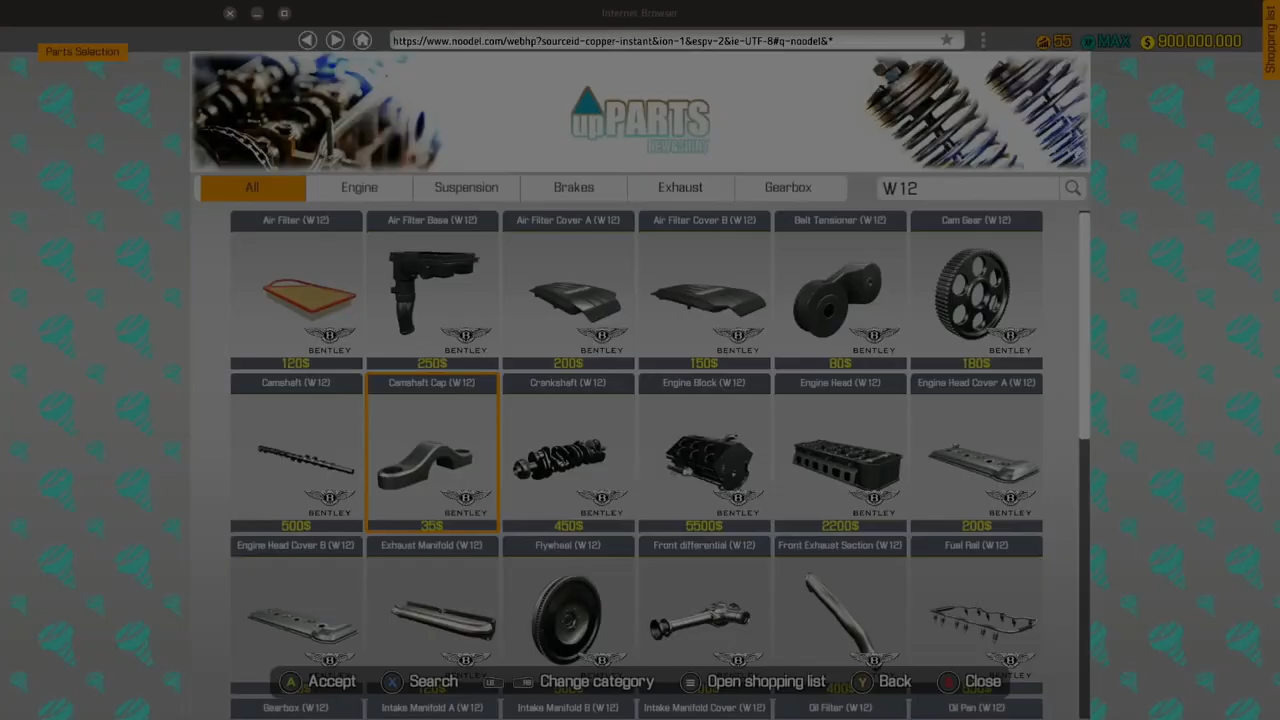 Internet Browser
Parts Selection
https://www.noodel.com/webhp?sourceid-copper-instant&ion-1&espv-2&ie-UTF-8#q-noodel&*
55 MAX $ 900,000,000
Shopping list
upPARTS
NEW&SHINY
All Engine Suspension Brakes Exhaust Gearbox W12
Air Filter (W12) Air Filter Base (W12) Air Filter Cover A (W12) Air Filter Cover B (W12) Belt Tensioner (W12) Cam Gear (W12)
BENTLEY BENTLEY BENTLEY BENTLEY BENTLEY BENTLEY
120$ 250$ 200$ 150$ 80$ 180$
Camshaft (W12) Camshaft Cap (W12) Crankshaft (W12) Engine Block (W12) Engine Head (W12) Engine Head Cover A (W12)
BENTLEY BENTLEY BENTLEY BENTLEY BENTLEY BENTLEY
500$ 35$ 450$ 5500$ 2200$ 200$
Engine Head Cover B (W12) Exhaust Manifold (W12) Flywheel (W12) Front differential (W12) Front Exhaust Section (W12) Fuel Rail (W12)
A Accept X Search Change category Open shopping list Y Back Close
Gearbox (W12) Intake Manifold A (W12) Intake Manifold B (W12) Intake Manifold Cover (W12) Oil Filter (W12) Oil Pan (W12)